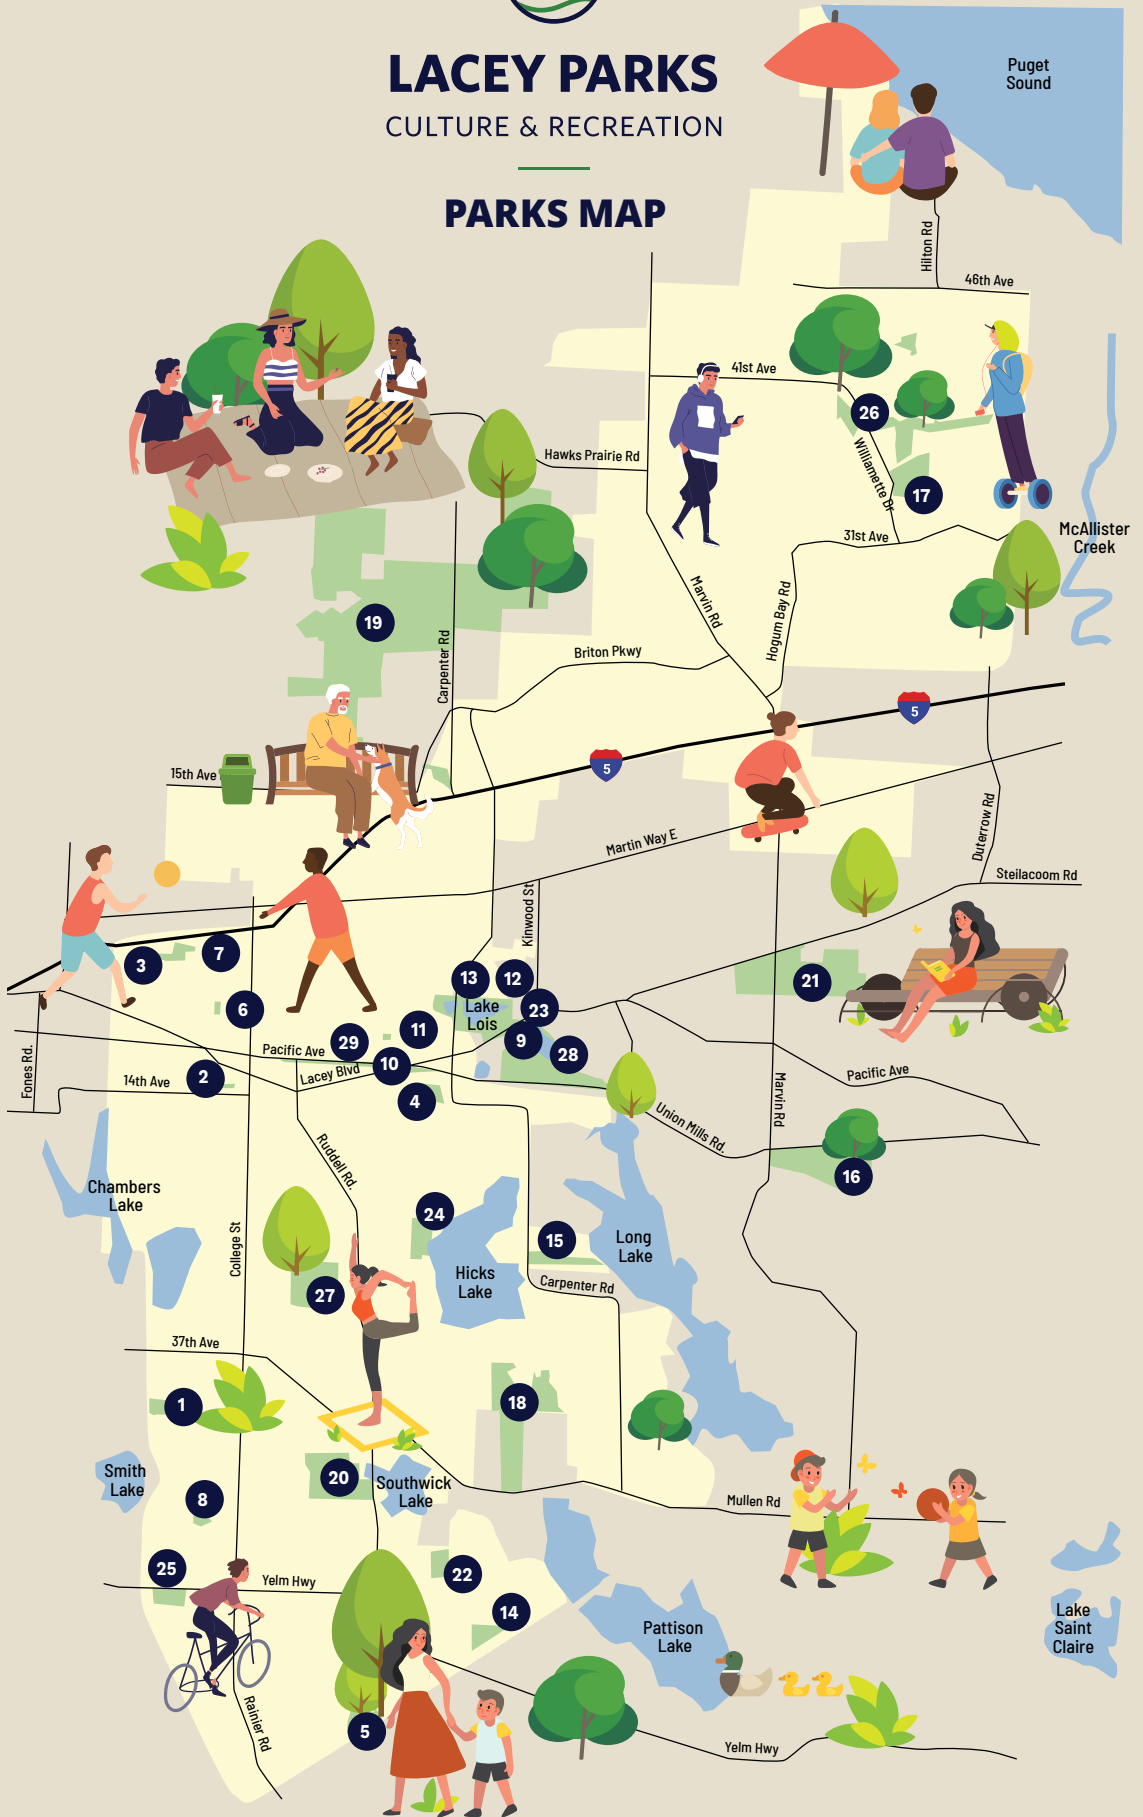 LACEY PARKS
CULTURE & RECREATION
PARKS MAP
Puget
Sound
Hilton Rd
46th Ave
41st Ave
26
Hawks Prairie Rd
Williamette Dr
17
31st Ave
McAllister
Creek
Marvin Rd
Hogum Bay Rd
19
Carpenter Rd
Briton Pkwy
5
5
15th Ave
Martin Way E
Duterrow Rd
Steilacoom Rd
Kinwood St
3
7
13
12
21
6
Lake
Lois
23
11
29
9
28
Pacific Ave
10
Lacey Blvd
Fones Rd.
2
14th Ave
4
Pacific Ave
Marvin Rd
Union Mills Rd.
Ruddell Rd.
16
Chambers
Lake
24
College St
15
Long
Lake
Hicks
Lake
27
Carpenter Rd
37th Ave
1
18
Smith
Lake
20
Southwick
Lake
8
Mullen Rd
25
Yelm Hwy
22
14
Pattison
Lake
Lake
Saint
Claire
Rainier Rd
5
Yelm Hwy